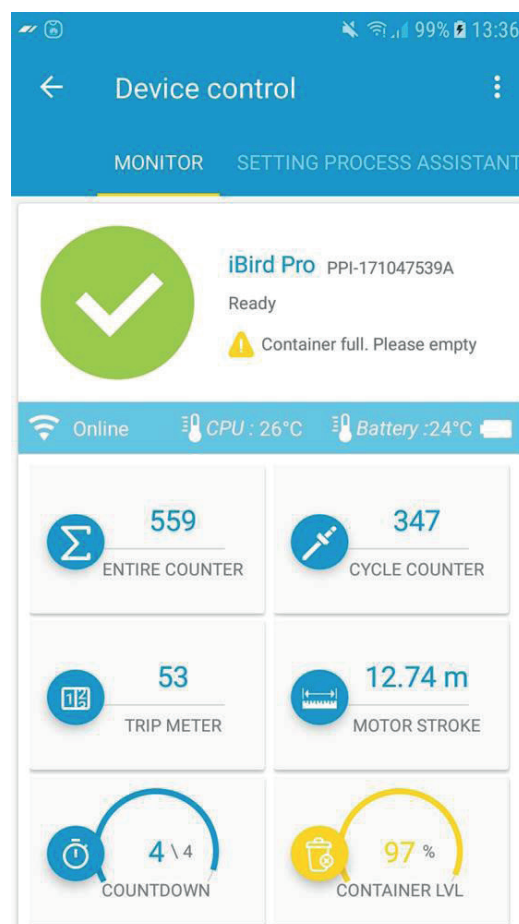 99% 13:36
Device control
MONITOR SETTING PROCESS ASSISTANT
iBird Pro PPI-171047539A
Ready
Container full. Please empty
Online CPU : 26°C Battery :24°C
559
ENTIRE COUNTER
347
CYCLE COUNTER
53
TRIP METER
12.74 m
MOTOR STROKE
4 \ 4
COUNTDOWN
97 %
CONTAINER LVL